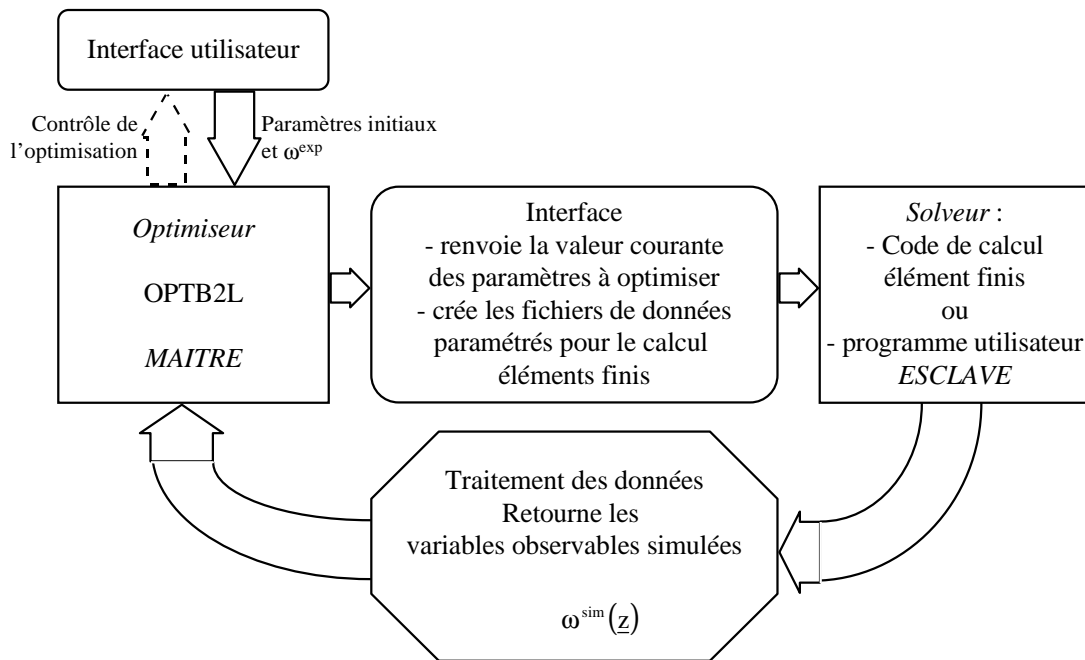 Interface utilisateur
Contrôle de
l’optimisation
Paramètres initiaux
et ωexp
Optimiseur
OPTB2L
MAITRE
Interface
- renvoie la valeur courante
des paramètres à optimiser
- crée les fichiers de données
paramétrés pour le calcul
éléments finis
Solveur :
- Code de calcul
élément finis
ou
- programme utilisateur
ESCLAVE
Traitement des données
Retourne les
variables observables simulées
ωsim(z)